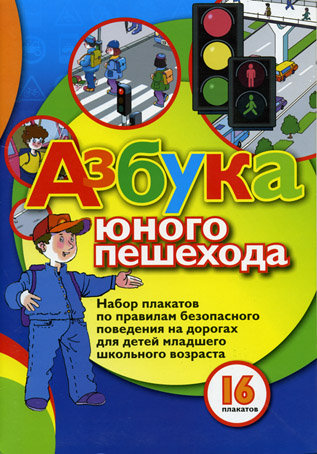 Азбука
юного
пешехода
Набор плакатов
по правилам безопасного
поведения на дорогах
для детей младшего
школьного возраста
16
плакатов